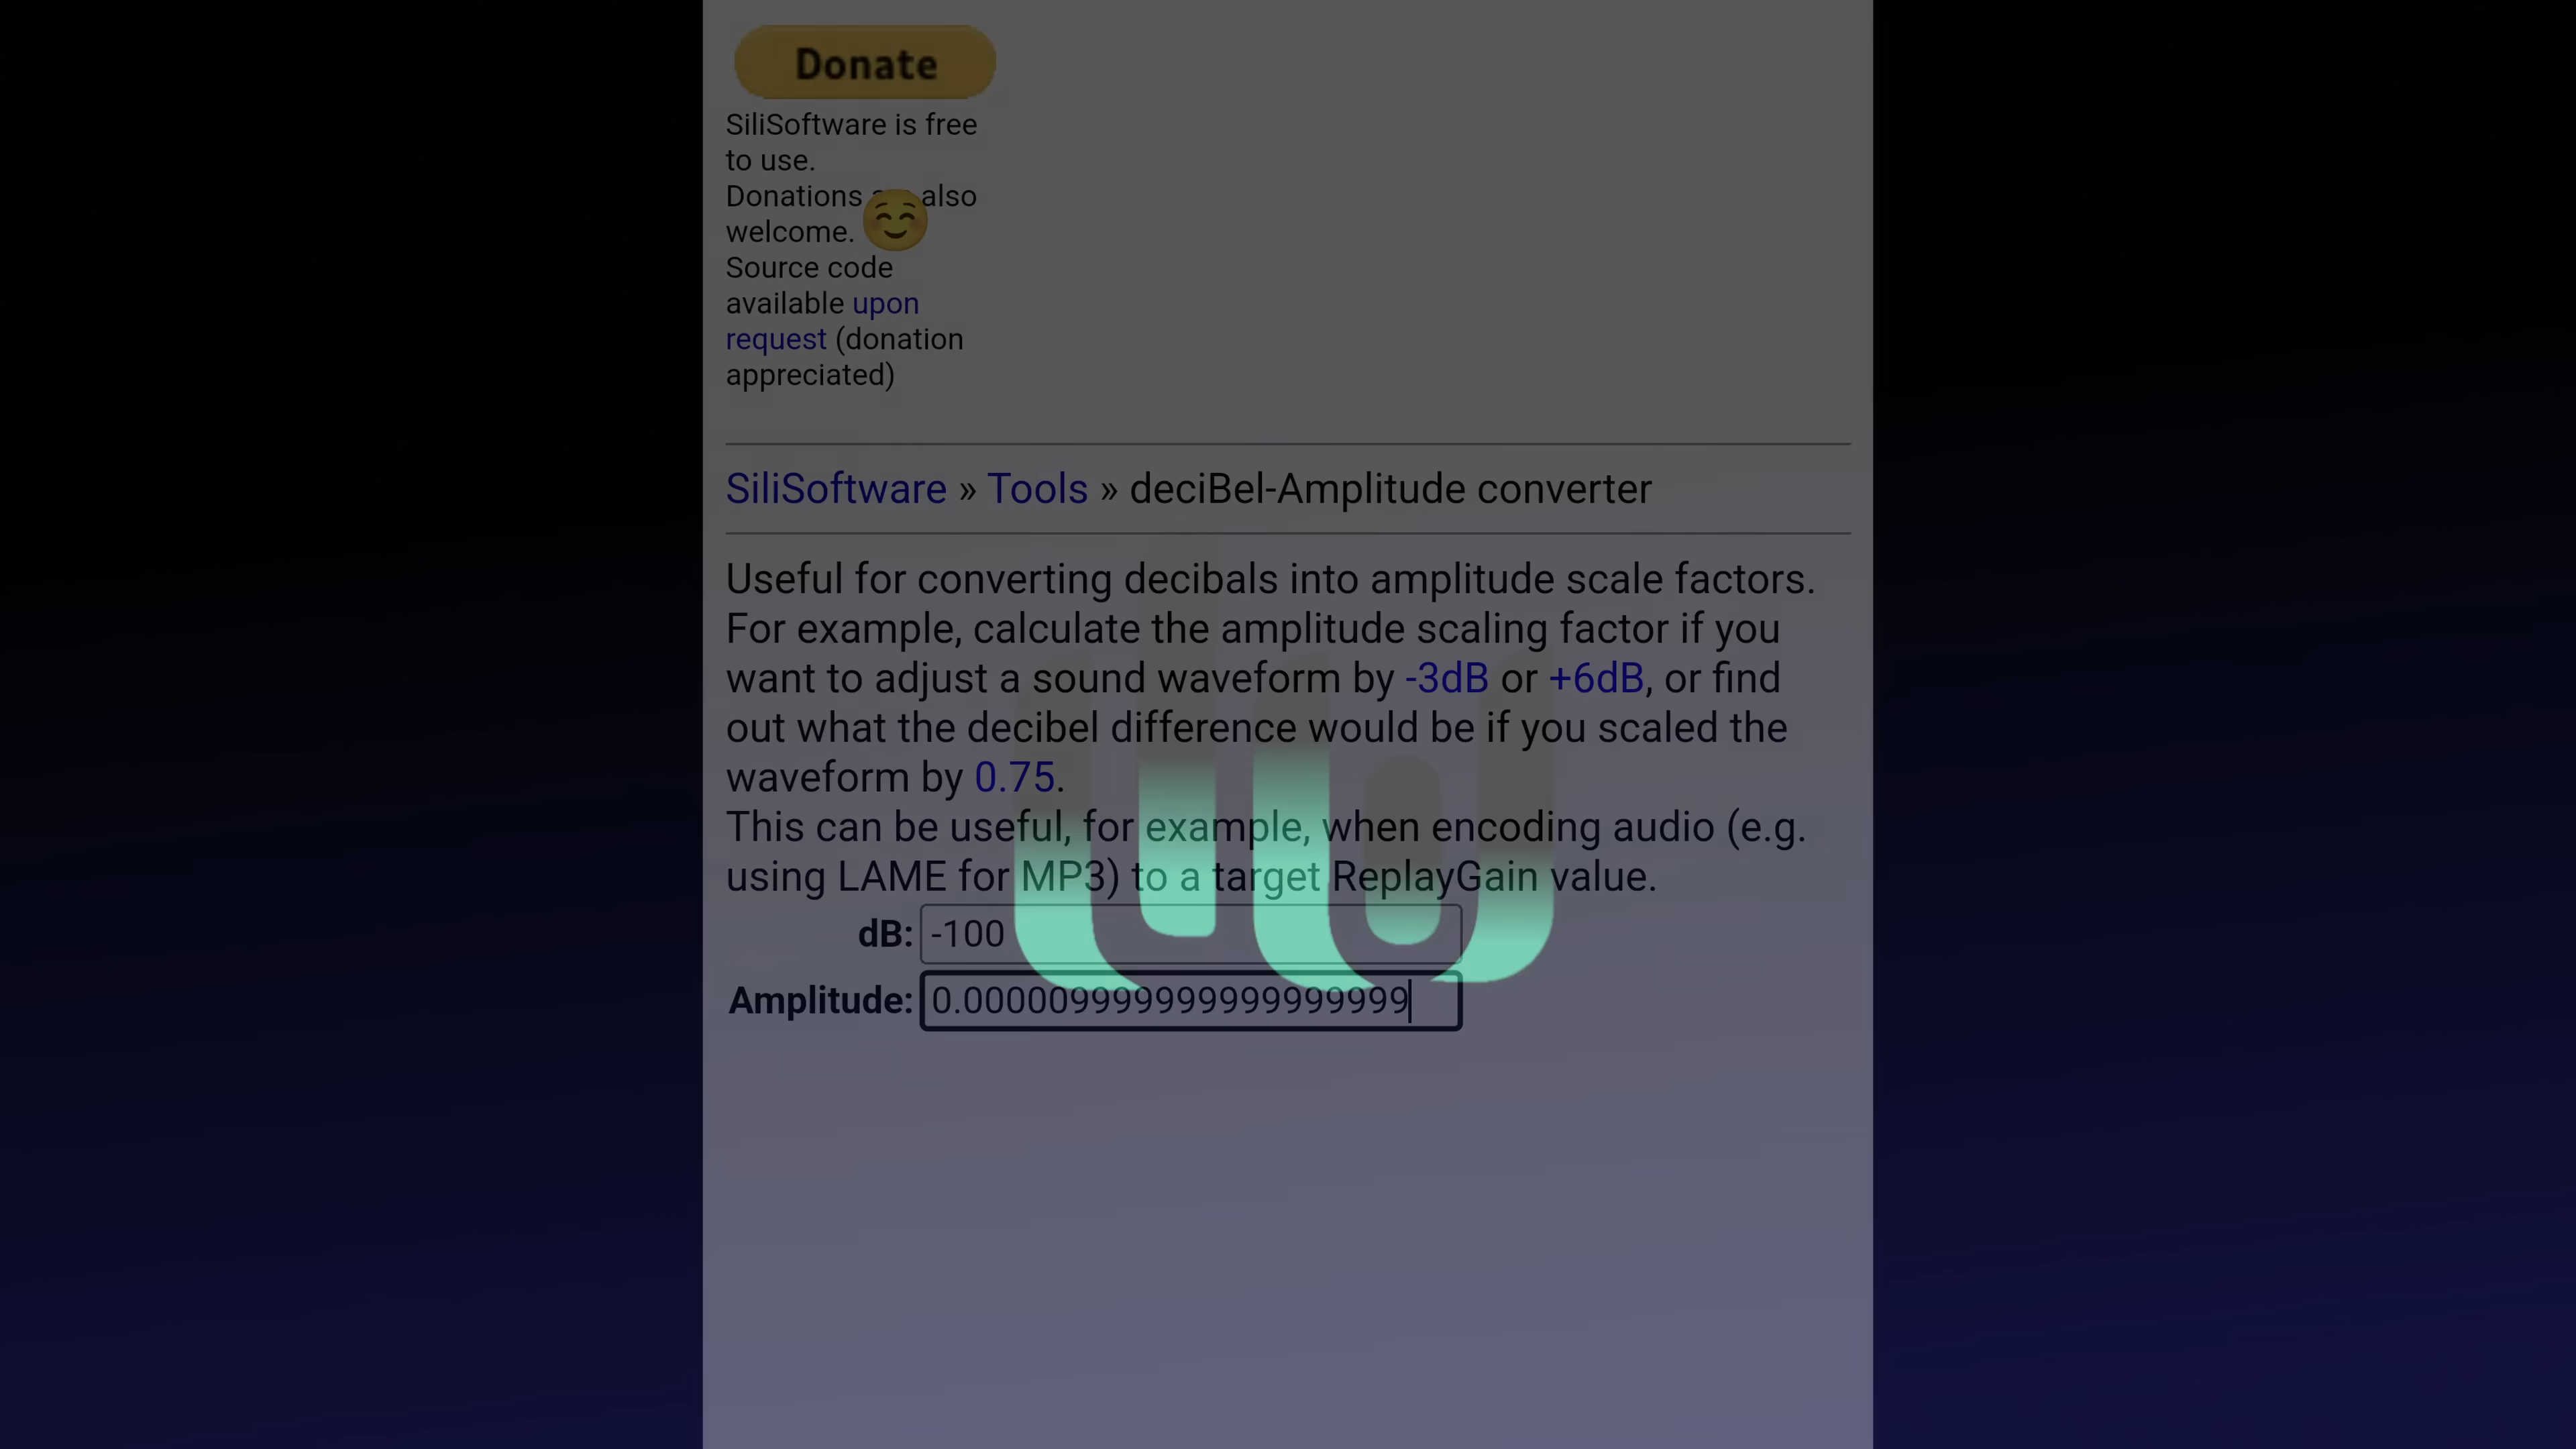 Donate
SiliSoftware is free
to use.
Donations are also
welcome.
Source code
available upon
request (donation
appreciated)
SiliSoftware » Tools » deciBel-Amplitude converter
Useful for converting decibals into amplitude scale factors.
For example, calculate the amplitude scaling factor if you
want to adjust a sound waveform by -3dB or +6dB, or find
out what the decibel difference would be if you scaled the
waveform by 0.75.
This can be useful, for example, when encoding audio (e.g.
using LAME for MP3) to a target ReplayGain value.
dB: -100
Amplitude: 0.000009999999999999999